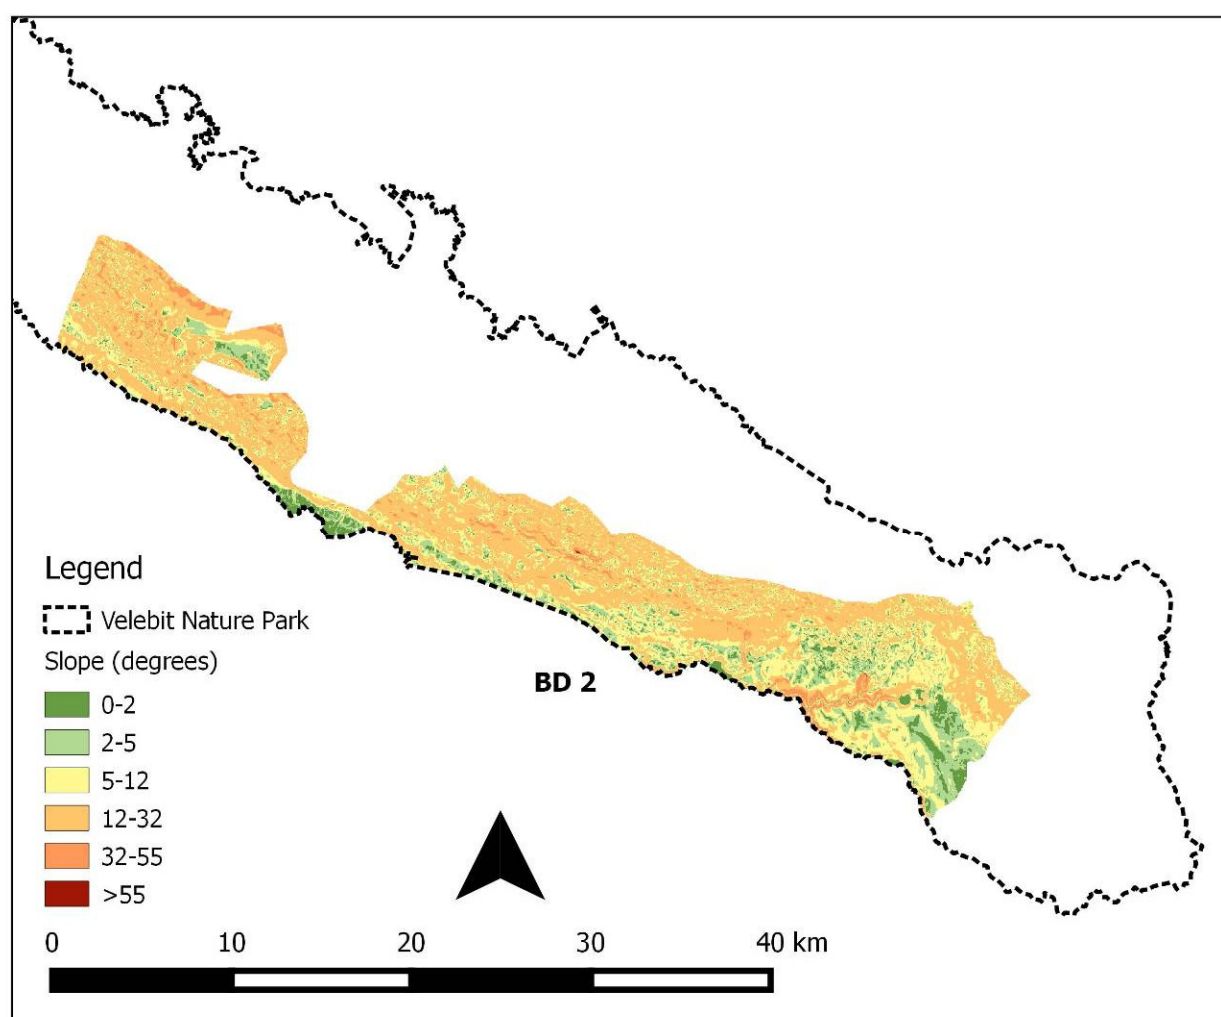 Legend
Velebit Nature Park
Slope (degrees)
0-2
2-5
5-12
12-32
32-55
>55
BD 2
0 10 20 30 40 km